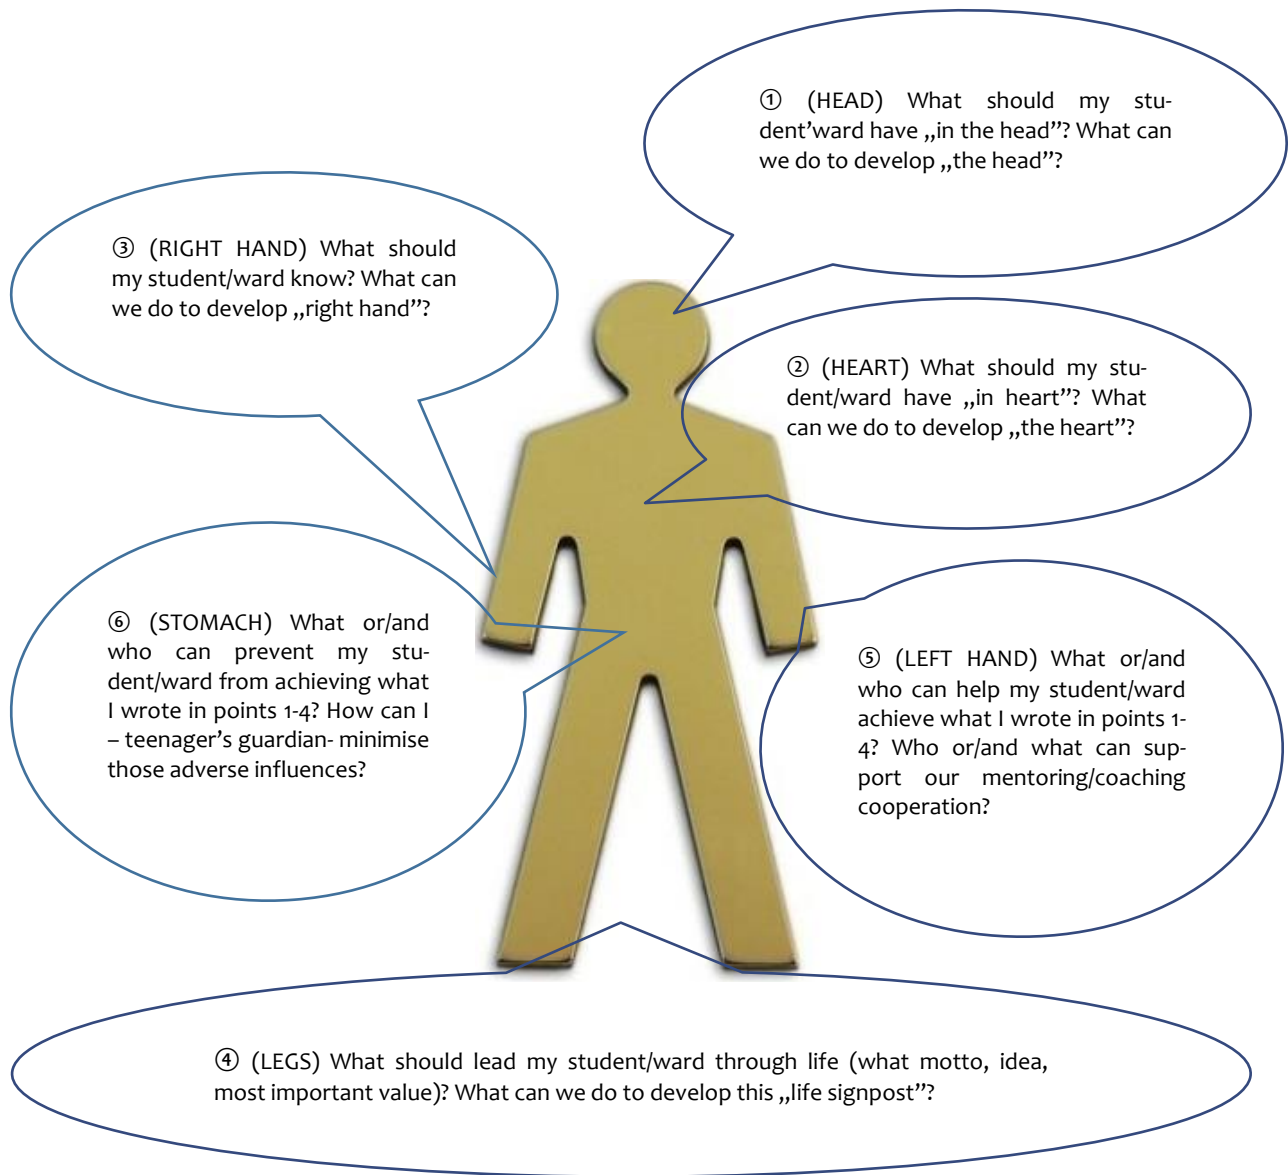 ① (HEAD) What should my stu-
dent’ward have „in the head”? What can
we do to develop „the head”?
② (HEART) What should my stu-
dent/ward have „in heart”? What
can we do to develop „the heart”?
③ (RIGHT HAND) What should
my student/ward know? What can
we do to develop „right hand”?
④ (LEGS) What should lead my student/ward through life (what motto, idea,
most important value)? What can we do to develop this „life signpost”?
⑤ (LEFT HAND) What or/and
who can help my student/ward
achieve what I wrote in points 1-
4? Who or/and what can sup-
port our mentoring/coaching
cooperation?
⑥ (STOMACH) What or/and
who can prevent my stu-
dent/ward from achieving what
I wrote in points 1-4? How can I
– teenager’s guardian- minimise
those adverse influences?